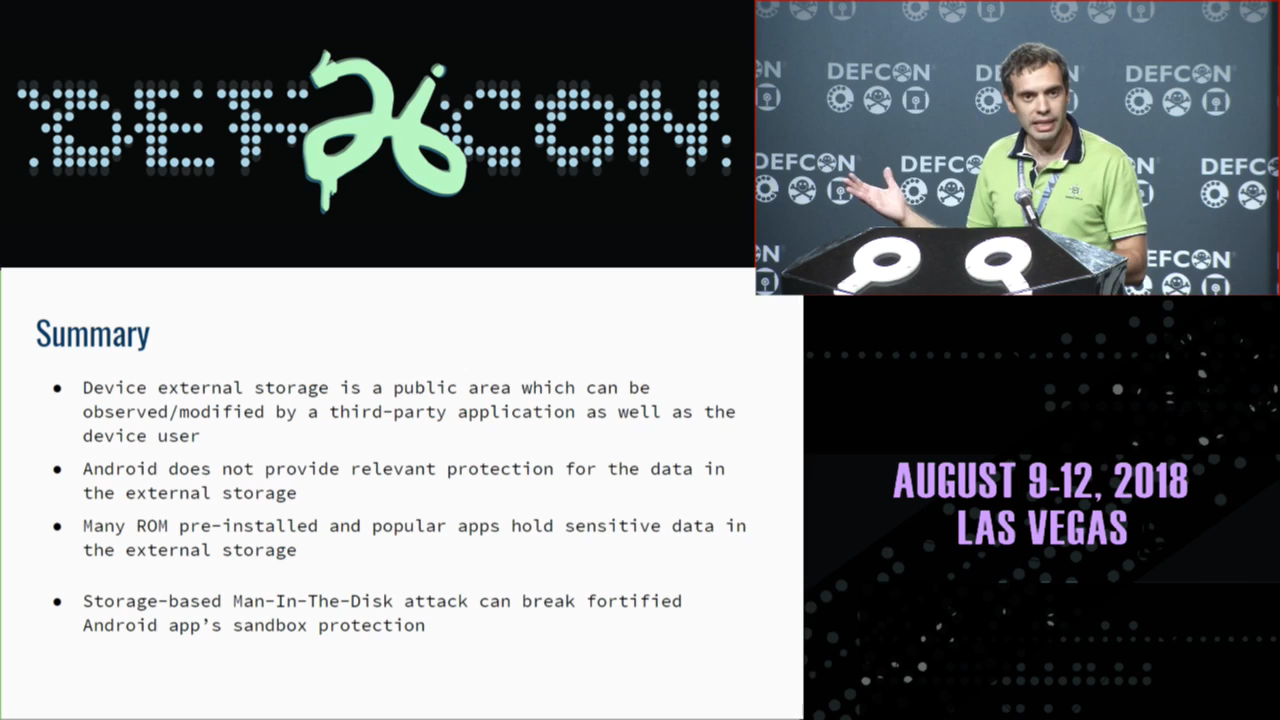 DEF 26 CON
DEFCON
DEFCON
DEFCON
DEFCON
DEFCON
DEFCON
EFCON
Summary
● Device external storage is a public area which can be
observed/modified by a third-party application as well as the
device user
● Android does not provide relevant protection for the data in
the external storage
● Many ROM pre-installed and popular apps hold sensitive data in
the external storage
● Storage-based Man-In-The-Disk attack can break fortified
Android app's sandbox protection
AUGUST 9-12, 2018
LAS VEGAS